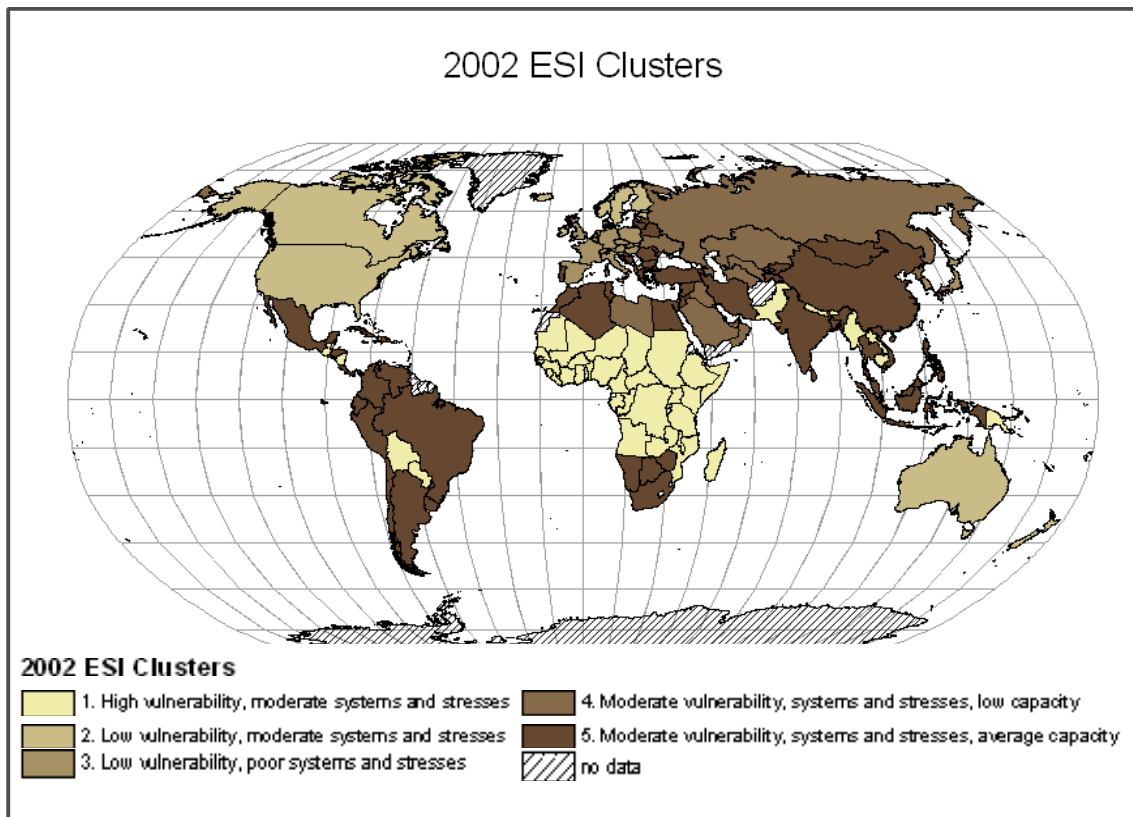 2002 ESI Clusters
2002 ESI Clusters
1. High vulnerability, moderate systems and stresses
2. Low vulnerability, moderate systems and stresses
3. Low vulnerability, poor systems and stresses
4. Moderate vulnerability, systems and stresses, low capacity
5. Moderate vulnerability, systems and stresses, average capacity
no data